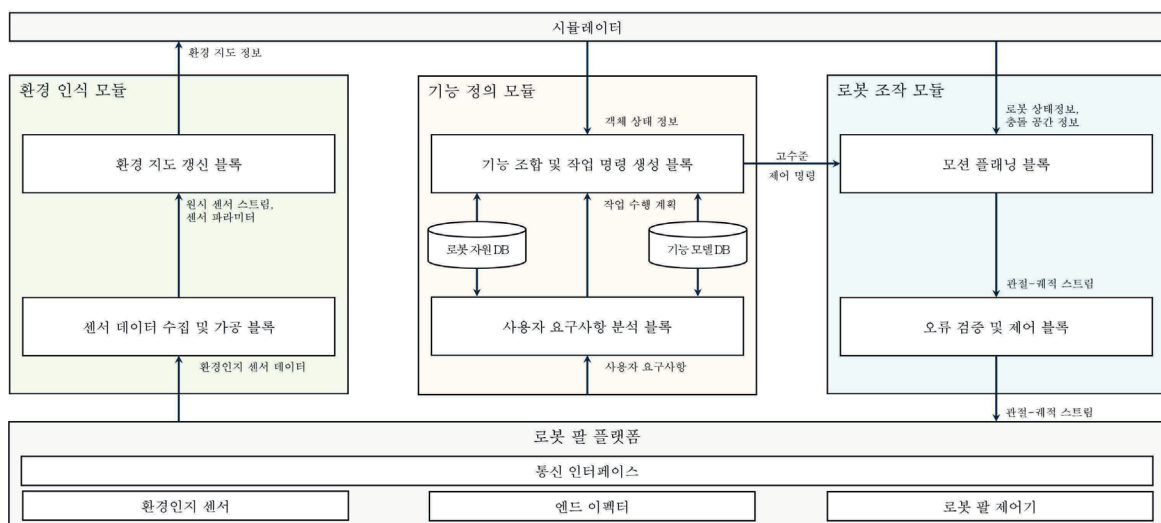 시뮬레이터
환경 지도 정보
환경 인식 모듈
환경 지도 갱신 블록
원시 센서 스트림,
센서 파라미터
센서 데이터 수집 및 가공 블록
환경인지 센서 데이터
기능 정의 모듈
객체 상태 정보
기능 조합 및 작업 명령 생성 블록
작업 수행 계획
로봇 자원 DB
기능 모델 DB
사용자 요구사항 분석 블록
사용자 요구사항
고수준
제어 명령
로봇 조작 모듈
로봇 상태정보,
충돌 공간 정보
모션 플래닝 블록
관절-궤적 스트림
오류 검증 및 제어 블록
관절-궤적 스트림
로봇 팔 플랫폼
통신 인터페이스
환경인지 센서
엔드 이펙터
로봇 팔 제어기